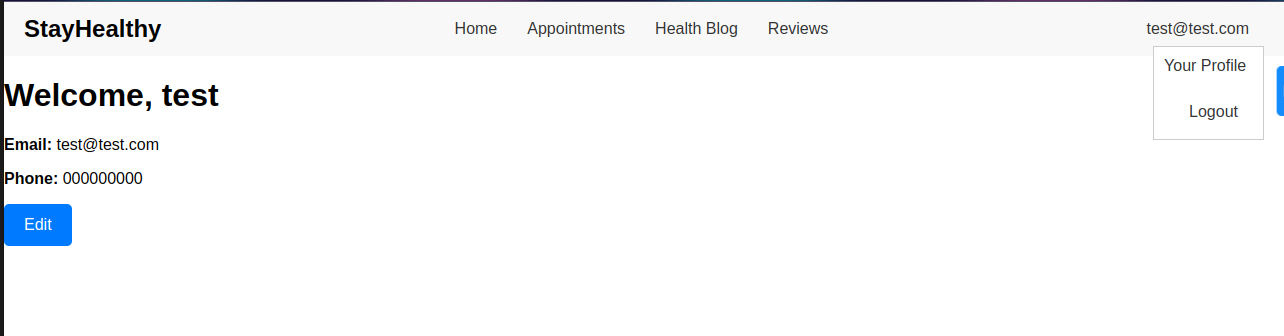 StayHealthy Home Appointments Health Blog Reviews test@test.com
Your Profile
Logout
Welcome, test
Email: test@test.com
Phone: 000000000
Edit